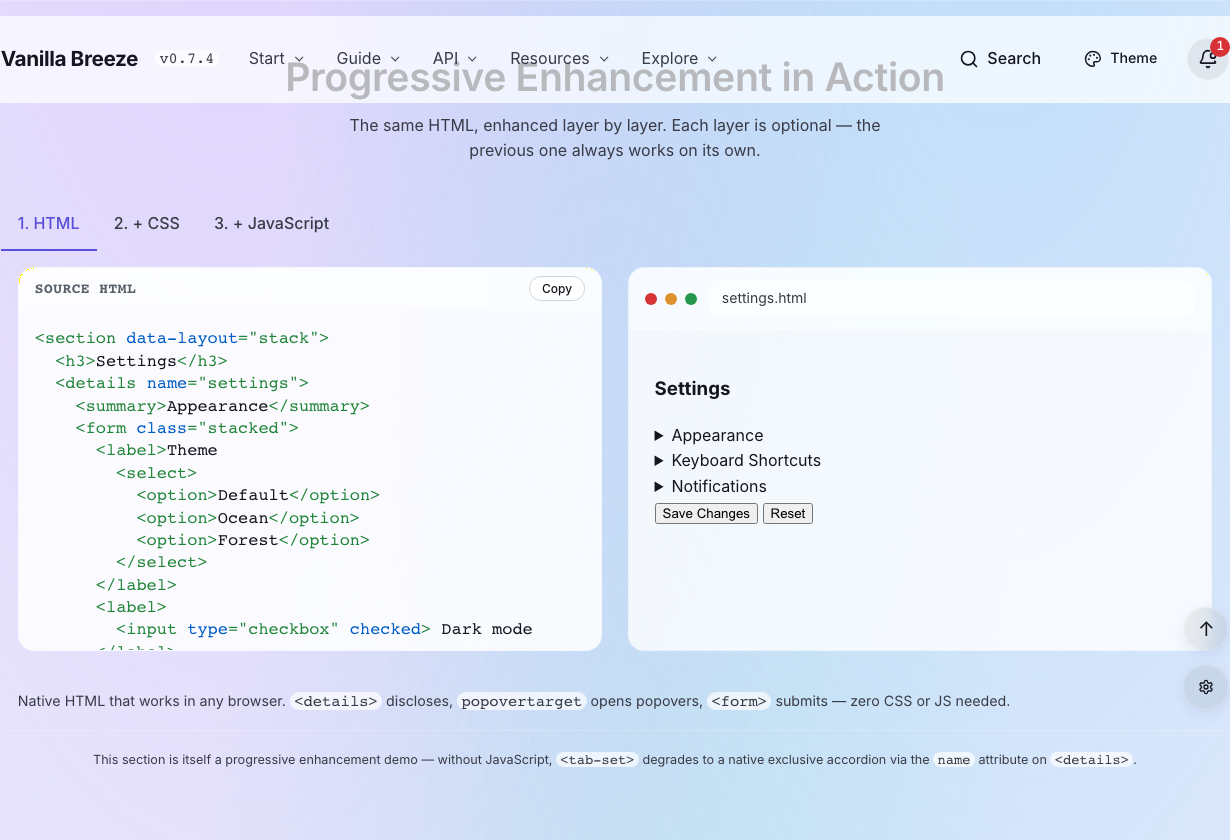 Vanilla Breeze v0.7.4 Start Guide API Resources Explore Search Theme 1
Progressive Enhancement in Action
The same HTML, enhanced layer by layer. Each layer is optional — the
previous one always works on its own.
1. HTML 2. + CSS 3. + JavaScript
SOURCE HTML Copy
<section data-layout="stack">
<h3>Settings</h3>
<details name="settings">
<summary>Appearance</summary>
<form class="stacked">
<label>Theme
<select>
<option>Default</option>
<option>Ocean</option>
<option>Forest</option>
</select>
</label>
<label>
<input type="checkbox" checked> Dark mode
</label>
settings.html
Settings
Appearance
Keyboard Shortcuts
Notifications
Save Changes Reset
Native HTML that works in any browser. <details> discloses, popovertarget opens popovers, <form> submits — zero CSS or JS needed.
This section is itself a progressive enhancement demo — without JavaScript, <tab-set> degrades to a native exclusive accordion via the name attribute on <details>.